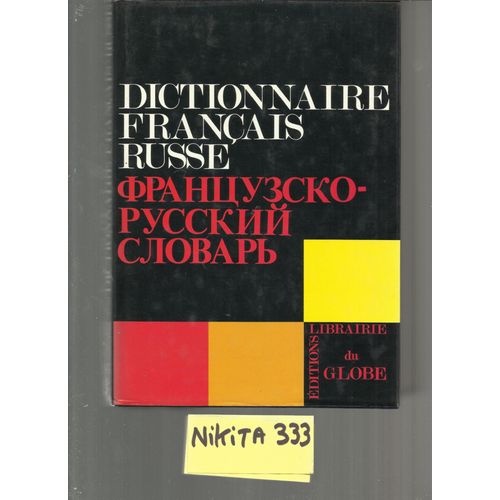 DICTIONNAIRE
FRANÇAIS
RUSSE
ФРАНЦУЗСКО-
РУССКИЙ
СЛОВАРЬ
ÉDITIONS
LIBRAIRIE
du
GLOBE
NiKiTA 333